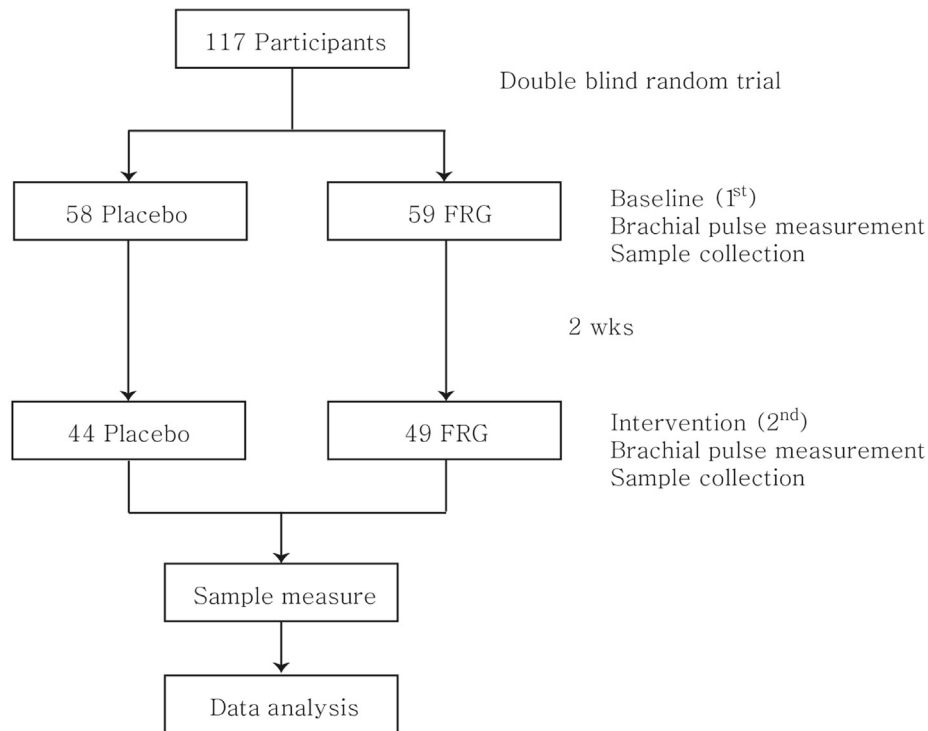 117 Participants
Double blind random trial
58 Placebo
59 FRG
Baseline (1st)
Brachial pulse measurement
Sample collection
2 wks
44 Placebo
49 FRG
Intervention (2nd)
Brachial pulse measurement
Sample collection
Sample measure
Data analysis